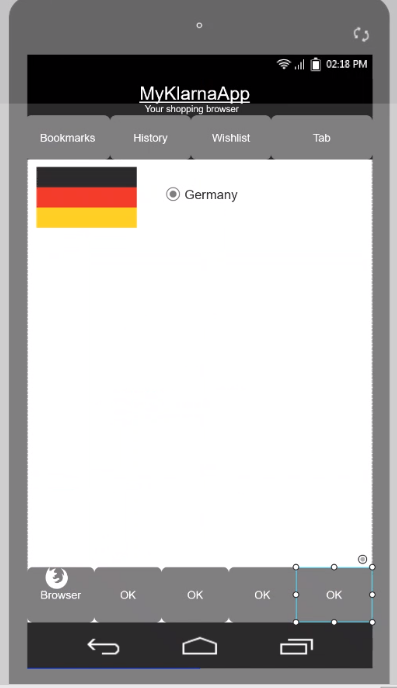 02:18 PM
MyKlarnaApp
Your shopping browser
Bookmarks History Wishlist Tab
Germany
Browser OK OK OK OK